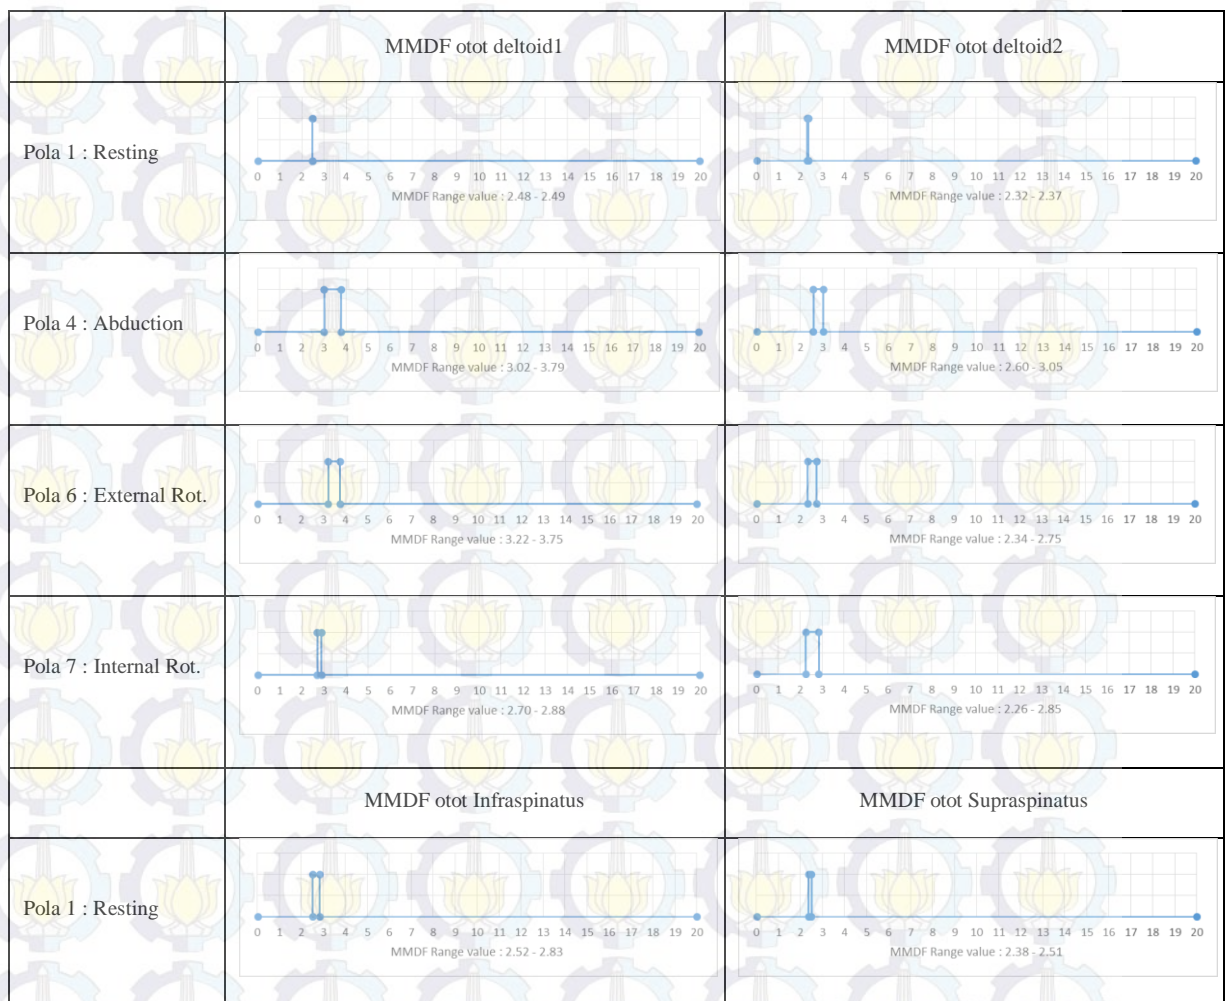 MMDF otot deltoid1 MMDF otot deltoid2
Pola 1 : Resting
0 1 2 3 4 5 6 7 8 9 10 11 12 13 14 15 16 17 18 19 20
MMDF Range value : 2.48 - 2.49
0 1 2 3 4 5 6 7 8 9 10 11 12 13 14 15 16 17 18 19 20
MMDF Range value : 2.32 - 2.37
Pola 4 : Abduction
0 1 2 3 4 5 6 7 8 9 10 11 12 13 14 15 16 17 18 19 20
MMDF Range value : 3.02 - 3.79
0 1 2 3 4 5 6 7 8 9 10 11 12 13 14 15 16 17 18 19 20
MMDF Range value : 2.60 - 3.05
Pola 6 : External Rot.
0 1 2 3 4 5 6 7 8 9 10 11 12 13 14 15 16 17 18 19 20
MMDF Range value : 3.22 - 3.75
0 1 2 3 4 5 6 7 8 9 10 11 12 13 14 15 16 17 18 19 20
MMDF Range value : 2.34 - 2.75
Pola 7 : Internal Rot.
0 1 2 3 4 5 6 7 8 9 10 11 12 13 14 15 16 17 18 19 20
MMDF Range value : 2.70 - 2.88
0 1 2 3 4 5 6 7 8 9 10 11 12 13 14 15 16 17 18 19 20
MMDF Range value : 2.26 - 2.85
MMDF otot Infraspinatus MMDF otot Supraspinatus
Pola 1 : Resting
0 1 2 3 4 5 6 7 8 9 10 11 12 13 14 15 16 17 18 19 20
MMDF Range value : 2.52 - 2.83
0 1 2 3 4 5 6 7 8 9 10 11 12 13 14 15 16 17 18 19 20
MMDF Range value : 2.38 - 2.51